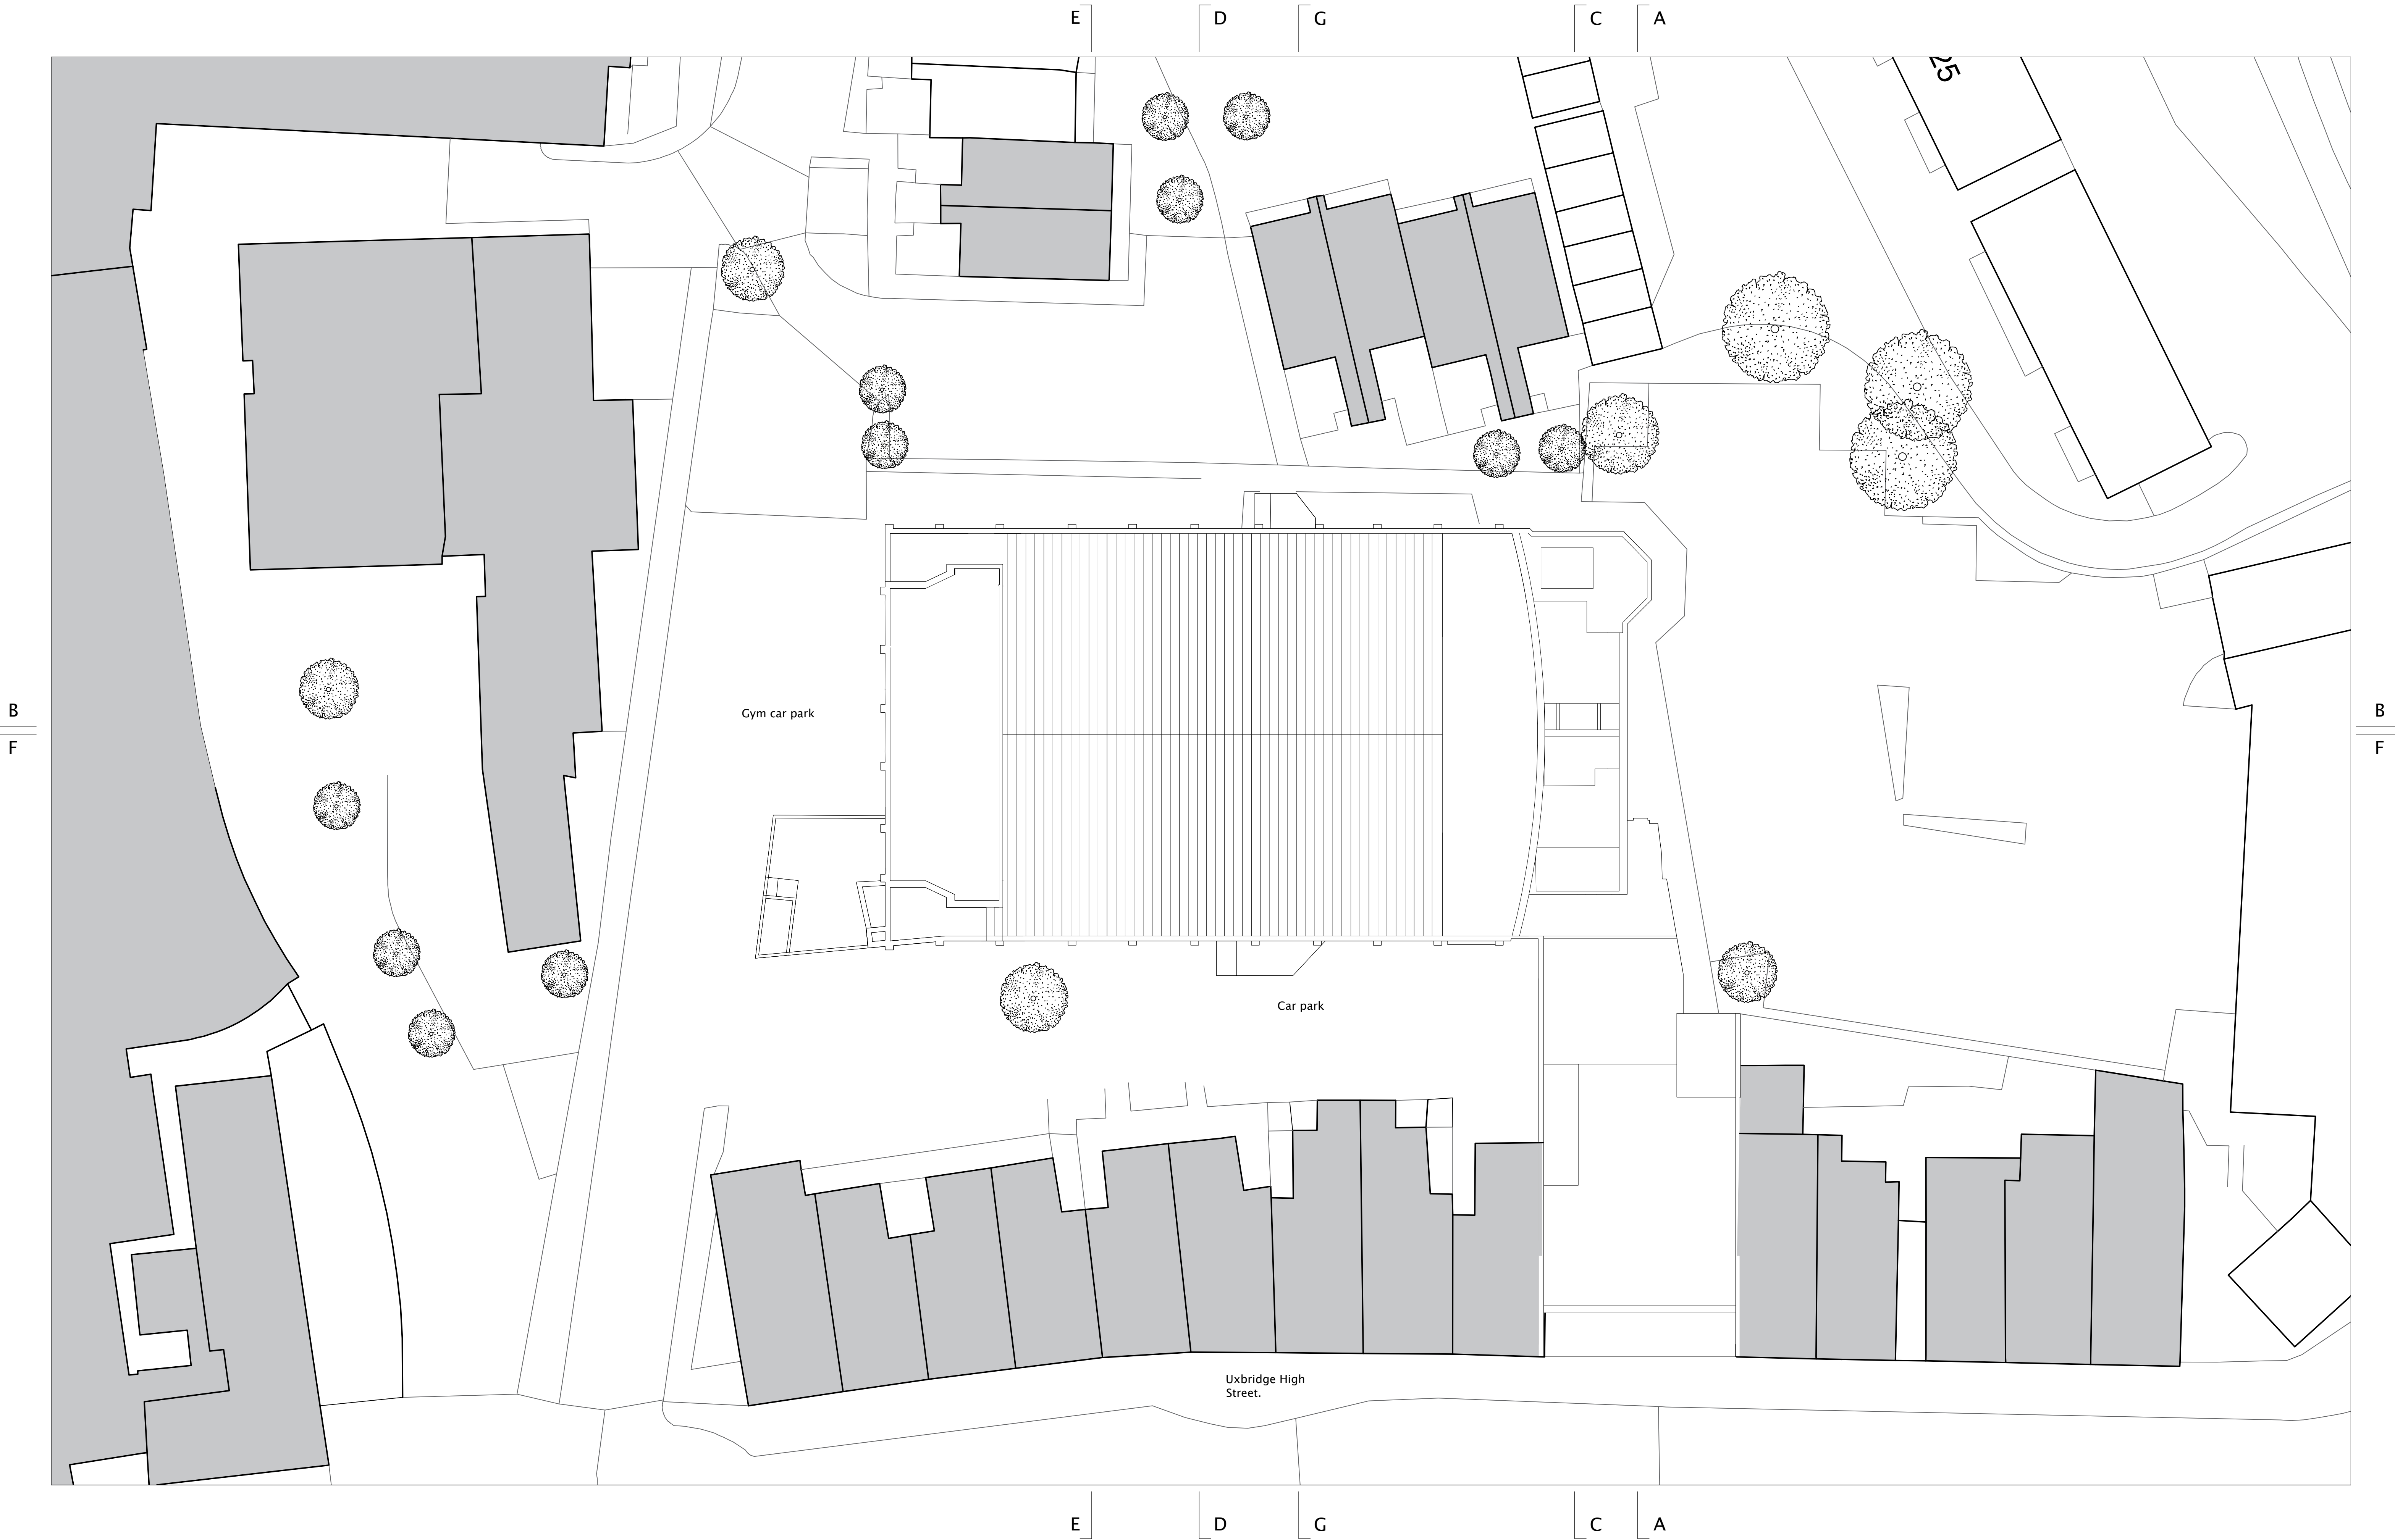 E D G C A
25
B B
F F
Gym car park
Car park
Uxbridge High
Street.
E D G C A